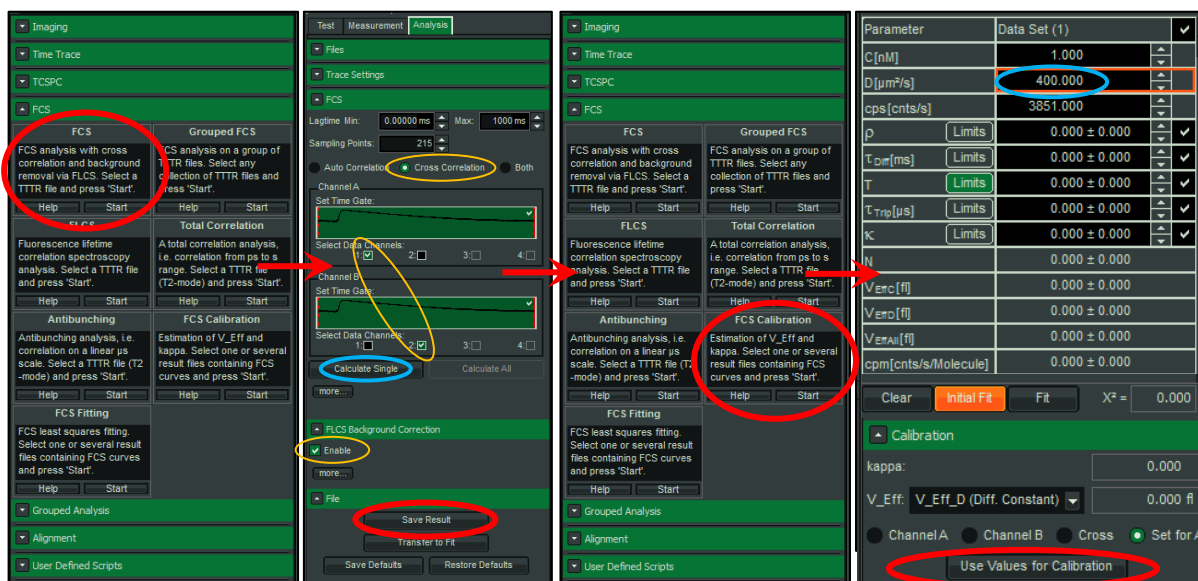 Imaging
Time Trace
TCSPC
FCS
FCS
FCS analysis with cross
correlation and background
removal via FLCS. Select a
TTTR file and press 'Start'.
Help Start
Grouped FCS
FCS analysis on a group of
TTTR files. Select any
collection of TTTR files and
press 'Start'.
Help Start
FLCS
Fluorescence lifetime
correlation spectroscopy
analysis. Select a TTTR file
and press 'Start'.
Help Start
Total Correlation
A total correlation analysis,
i.e. correlation from ps to s
range. Select a TTTR file
(T2-mode) and press 'Start'.
Help Start
Antibunching
Antibunching analysis, i.e.
correlation on a linear µs
scale. Select a TTTR file (T2
-mode) and press 'Start'.
Help Start
FCS Calibration
Estimation of V_Eff and
kappa. Select one or several
result files containing FCS
curves and press 'Start'.
Help Start
FCS Fitting
FCS least squares fitting.
Select one or several result
files containing FCS curves
and press 'Start'.
Help Start
Grouped Analysis
Alignment
User Defined Scripts
Test Measurement Analysis
Files
Trace Settings
FCS
Lagtime Min: 0.00000 ms Max: 1000 ms
Sampling Points: 215
Auto Correlation Cross Correlation Both
Channel A
Set Time Gate:
Select Data Channels:
1: 2: 3: 4:
Channel B
Set Time Gate:
Select Data Channels:
1: 2: 3: 4:
Calculate Single Calculate All
more...
FLCS Background Correction
Enable
more...
File
Save Result
Transfer to Fit
Save Defaults Restore Defaults
Imaging
Time Trace
TCSPC
FCS
FCS
FCS analysis with cross
correlation and background
removal via FLCS. Select a
TTTR file and press 'Start'.
Help Start
Grouped FCS
FCS analysis on a group of
TTTR files. Select any
collection of TTTR files and
press 'Start'.
Help Start
FLCS
Fluorescence lifetime
correlation spectroscopy
analysis. Select a TTTR file
and press 'Start'.
Help Start
Total Correlation
A total correlation analysis,
i.e. correlation from ps to s
range. Select a TTTR file
(T2-mode) and press 'Start'.
Help Start
Antibunching
Antibunching analysis, i.e.
correlation on a linear µs
scale. Select a TTTR file (T2
-mode) and press 'Start'.
Help Start
FCS Calibration
Estimation of V_Eff and
kappa. Select one or several
result files containing FCS
curves and press 'Start'.
Help Start
FCS Fitting
FCS least squares fitting.
Select one or several result
files containing FCS curves
and press 'Start'.
Help Start
Grouped Analysis
Alignment
User Defined Scripts
Parameter Data Set (1)
C[nM] 1.000
D[µm²/s] 400.000
cps[cnts/s] 3851.000
ρ Limits 0.000 ± 0.000
τDiff[ms] Limits 0.000 ± 0.000
T Limits 0.000 ± 0.000
τTrip[µs] Limits 0.000 ± 0.000
κ Limits 0.000 ± 0.000
N 0.000 ± 0.000
VEffC[fl] 0.000 ± 0.000
VEffD[fl] 0.000 ± 0.000
VEffAll[fl] 0.000 ± 0.000
cpm[cnts/s/Molecule] 0.000 ± 0.000
Clear Initial Fit Fit X² = 0.000
Calibration
kappa: 0.000
V_Eff: V_Eff_D (Diff. Constant) 0.000 fl
Channel A Channel B Cross Set for A
Use Values for Calibration